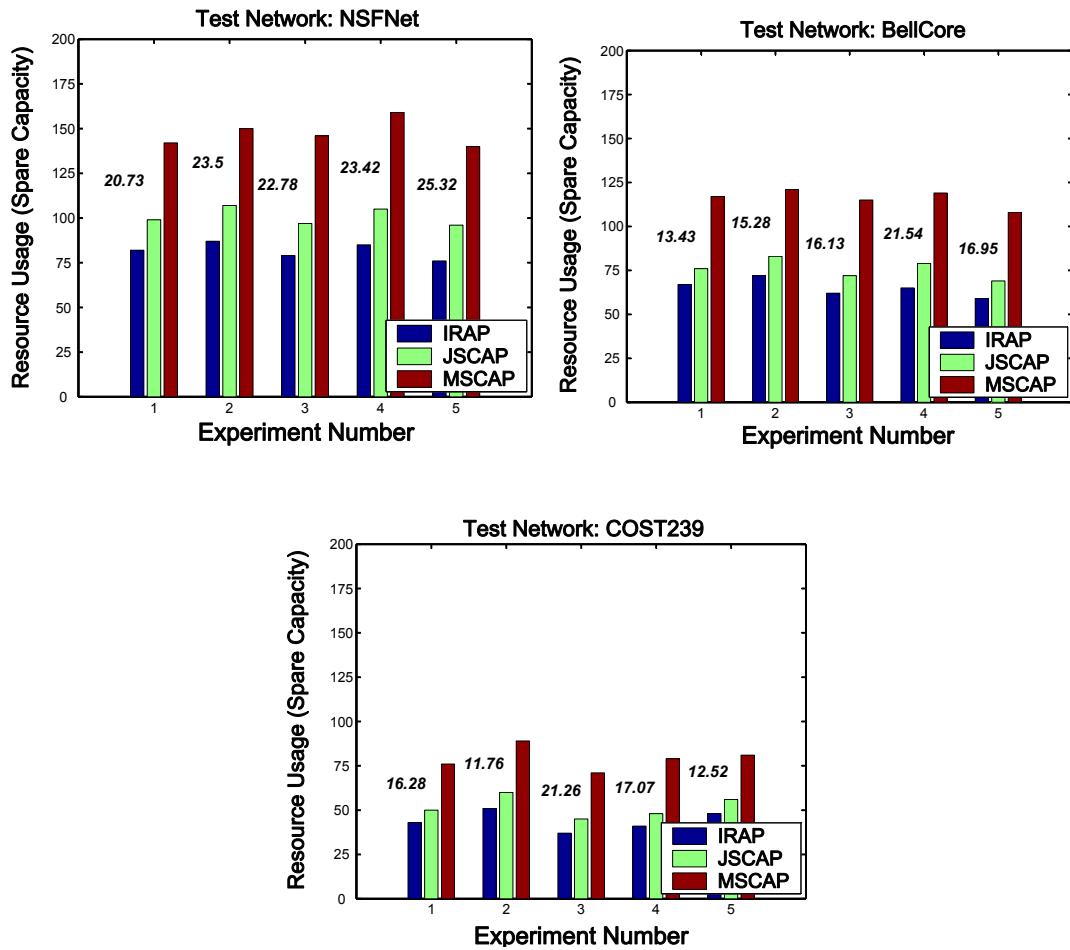 Test Network: NSFNet
Resource Usage (Spare Capacity)
200
175
150
125
100
75
50
25
0
20.73
23.5
22.78
23.42
25.32
IRAP
JSCAP
MSCAP
1 2 3 4 5
Experiment Number
Test Network: BellCore
Resource Usage (Spare Capacity)
200
175
150
125
100
75
50
25
0
13.43
15.28
16.13
21.54
16.95
IRAP
JSCAP
MSCAP
1 2 3 4 5
Experiment Number
Test Network: COST239
Resource Usage (Spare Capacity)
200
175
150
125
100
75
50
25
0
16.28
11.76
21.26
17.07
12.52
IRAP
JSCAP
MSCAP
1 2 3 4 5
Experiment Number